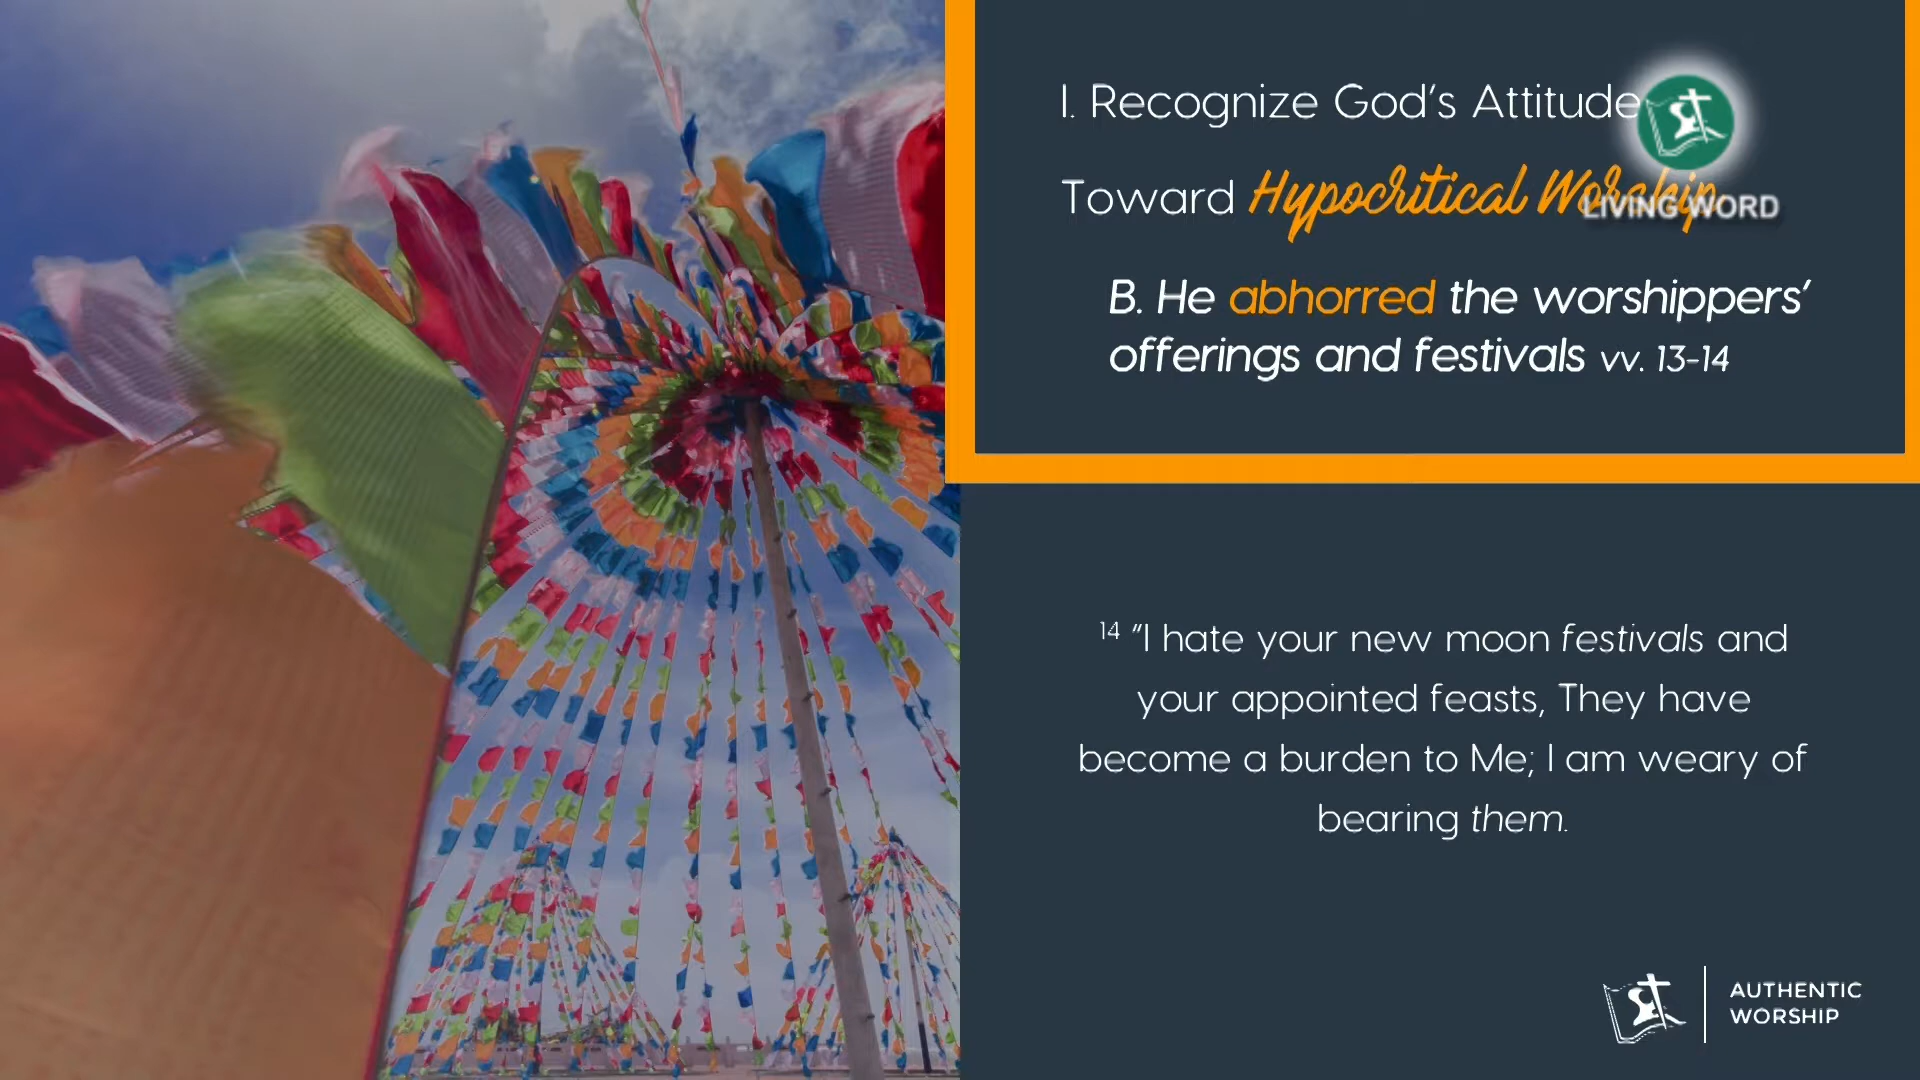 I. Recognize God's Attitude
Toward Hypocritical Worship
LIVING WORD
B. He abhorred the worshippers'
offerings and festivals vv. 13-14
14 "I hate your new moon festivals and
your appointed feasts, They have
become a burden to Me; I am weary of
bearing them.
AUTHENTIC
WORSHIP